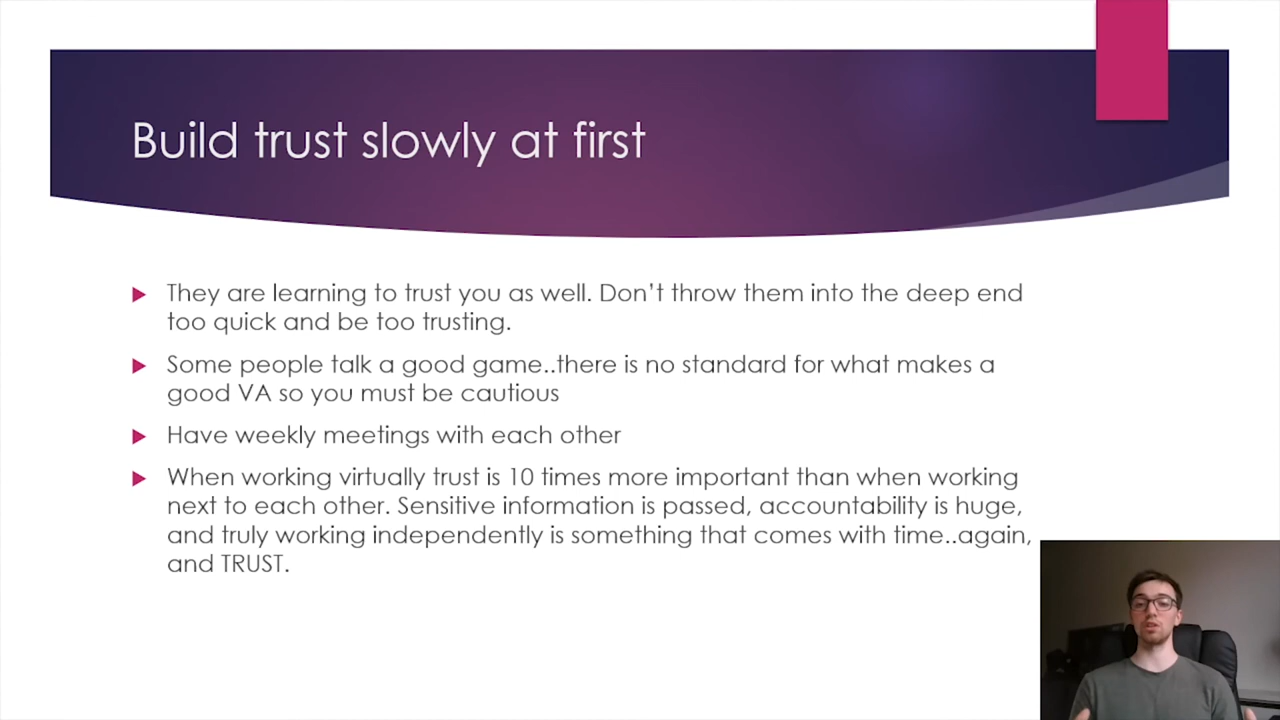 Build trust slowly at first
They are learning to trust you as well. Don’t throw them into the deep end
too quick and be too trusting.
Some people talk a good game..there is no standard for what makes a
good VA so you must be cautious
Have weekly meetings with each other
When working virtually trust is 10 times more important than when working
next to each other. Sensitive information is passed, accountability is huge,
and truly working independently is something that comes with time..again,
and TRUST.